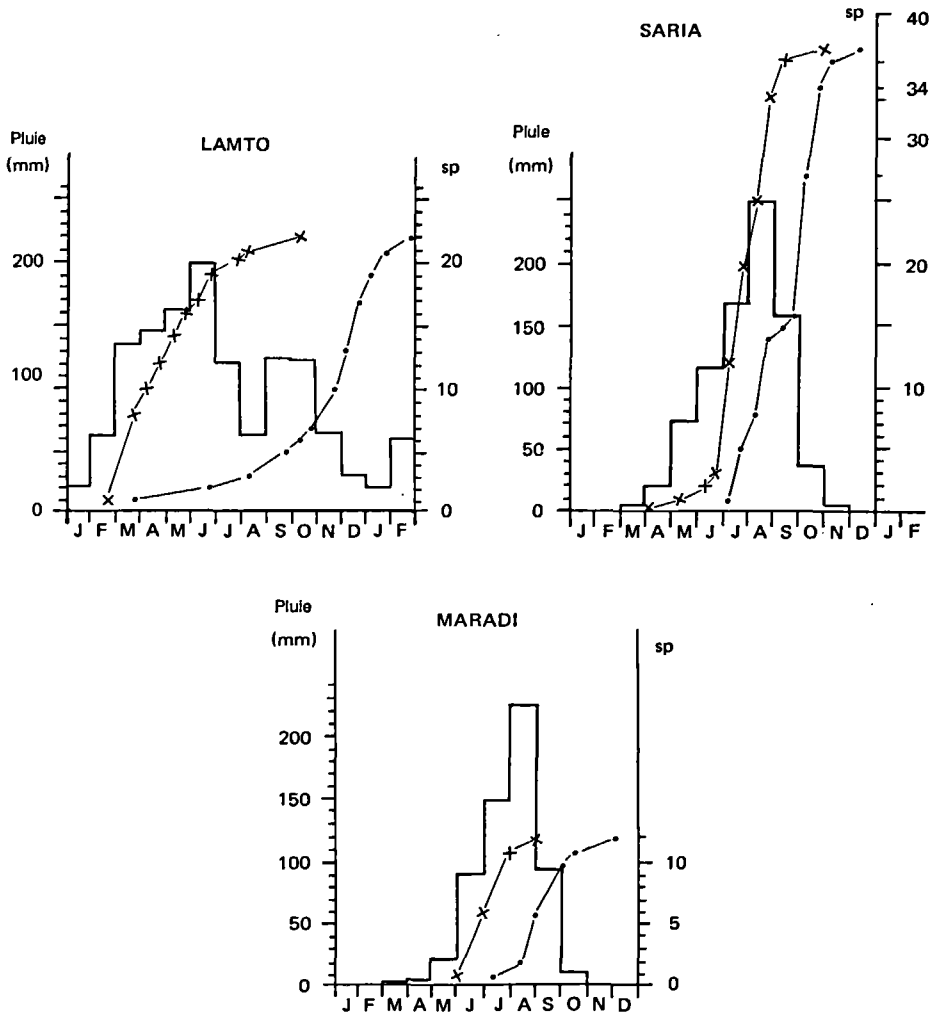 LAMTO
Pluie
(mm)
sp
200
100
0
20
10
0
J F M A M J J A S O N D J F
SARIA
Pluie
(mm)
sp
200
150
100
50
0
40
34
30
20
10
J F M A M J J A S O N D J F
MARADI
Pluie
(mm)
sp
200
150
100
50
0
10
5
0
J F M A M J J A S O N D